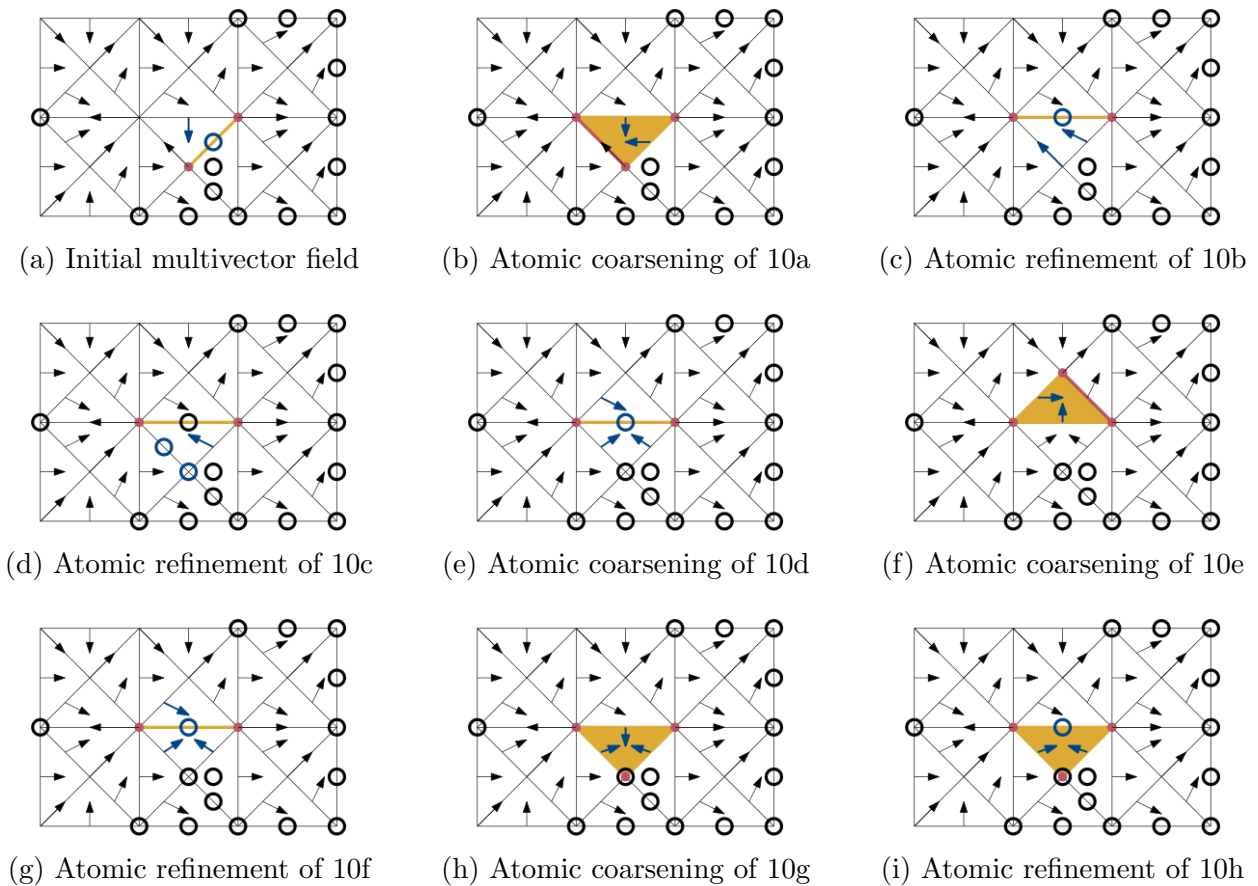 (a) Initial multivector field
(b) Atomic coarsening of 10a
(c) Atomic refinement of 10b
(d) Atomic refinement of 10c
(e) Atomic coarsening of 10d
(f) Atomic coarsening of 10e
(g) Atomic refinement of 10f
(h) Atomic coarsening of 10g
(i) Atomic refinement of 10h